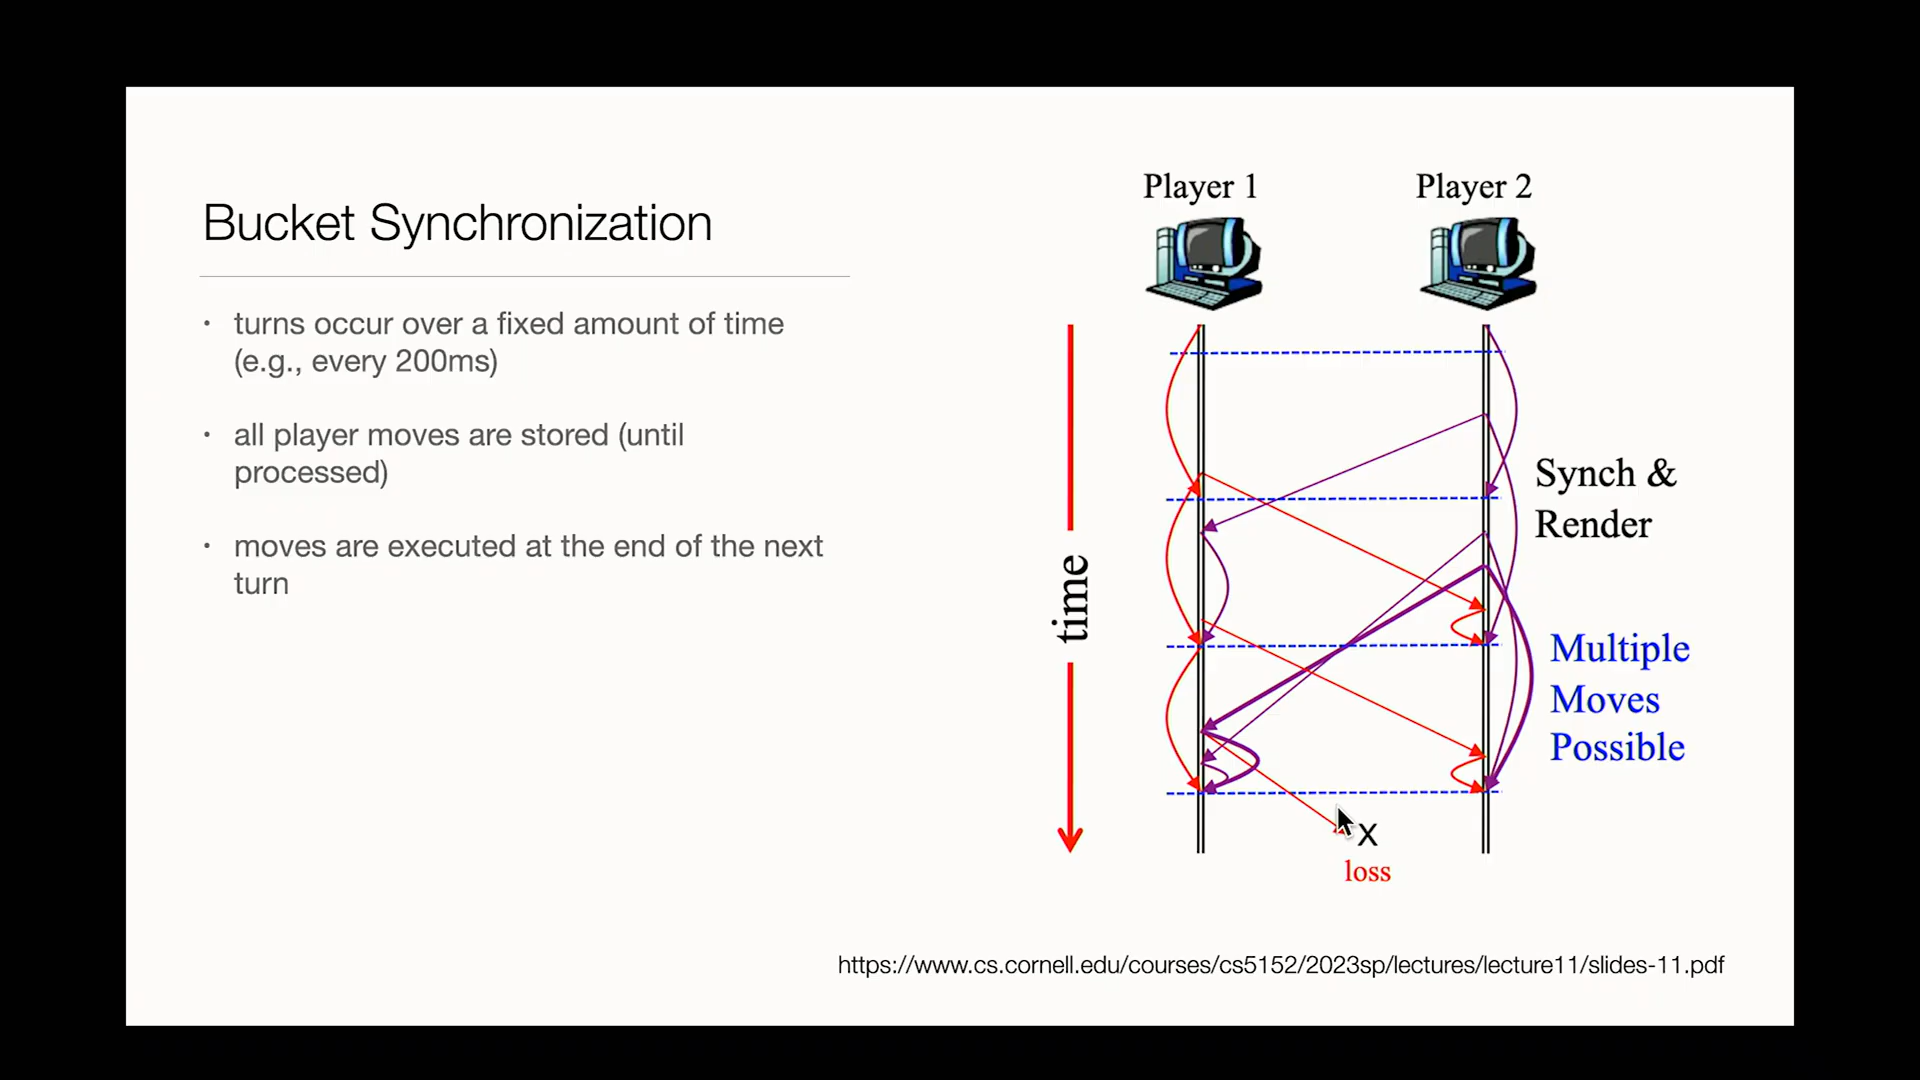 Bucket Synchronization
• turns occur over a fixed amount of time
(e.g., every 200ms)
• all player moves are stored (until
processed)
• moves are executed at the end of the next
turn
Player 1
Player 2
time
Synch &
Render
Multiple
Moves
Possible
X
loss
https://www.cs.cornell.edu/courses/cs5152/2023sp/lectures/lecture11/slides-11.pdf